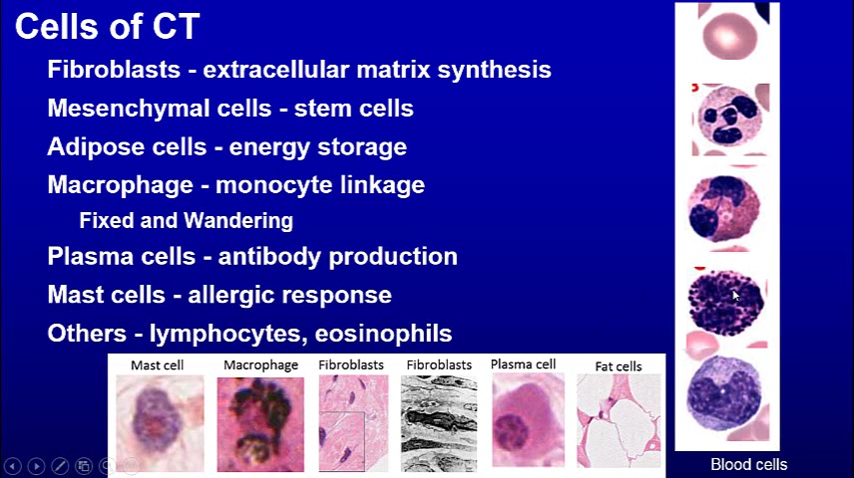 Cells of CT
Fibroblasts - extracellular matrix synthesis
Mesenchymal cells - stem cells
Adipose cells - energy storage
Macrophage - monocyte linkage
Fixed and Wandering
Plasma cells - antibody production
Mast cells - allergic response
Others - lymphocytes, eosinophils
Mast cell Macrophage Fibroblasts Fibroblasts Plasma cell Fat cells
Blood cells